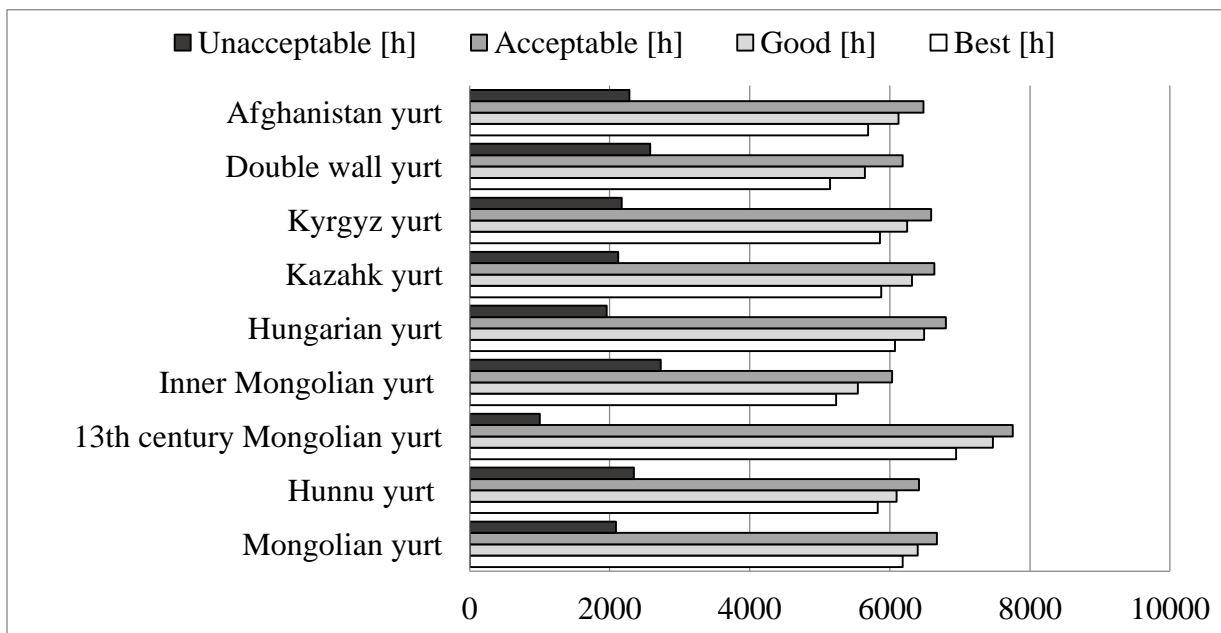 Unacceptable [h] Acceptable [h] Good [h] Best [h]
Afghanistan yurt
Double wall yurt
Kyrgyz yurt
Kazahk yurt
Hungarian yurt
Inner Mongolian yurt
13th century Mongolian yurt
Hunnu yurt
Mongolian yurt
0 2000 4000 6000 8000 10000